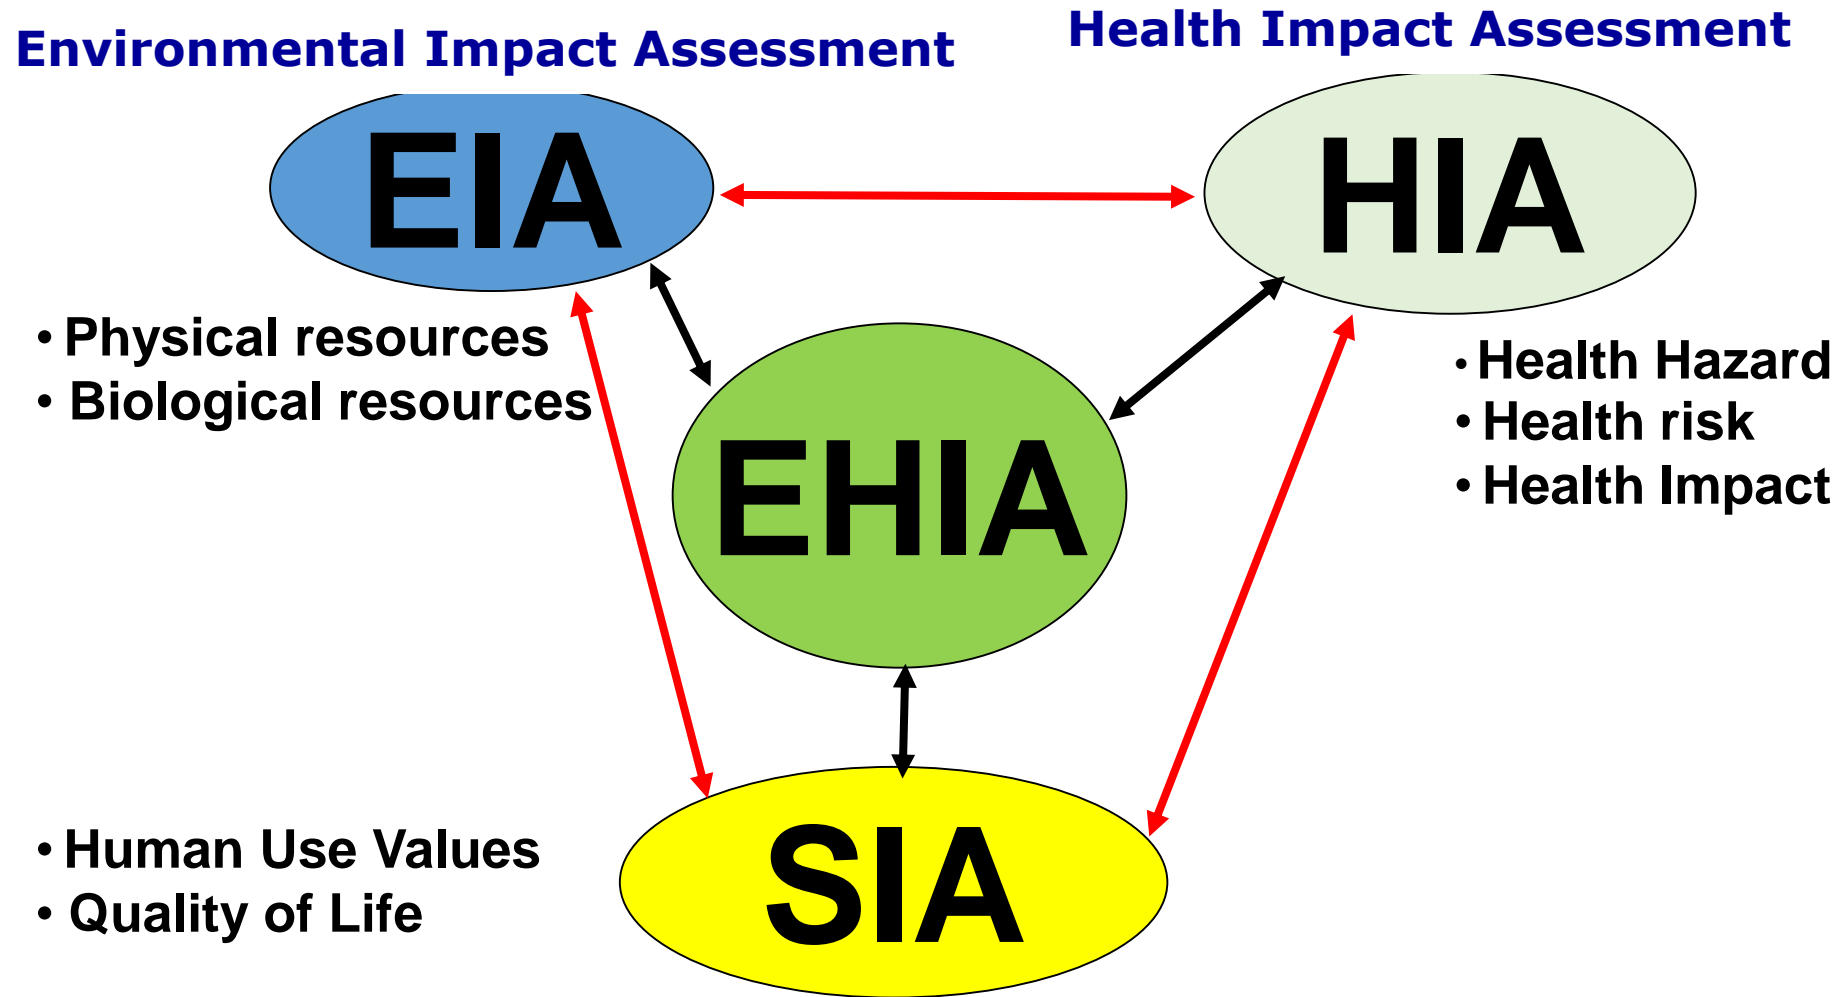 Environmental Impact Assessment
Health Impact Assessment
EIA
HIA
• Physical resources
• Biological resources
• Health Hazard
• Health risk
• Health Impact
EHIA
• Human Use Values
• Quality of Life
SIA